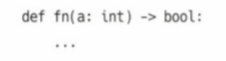 def fn(a: int) -> bool:
    ...